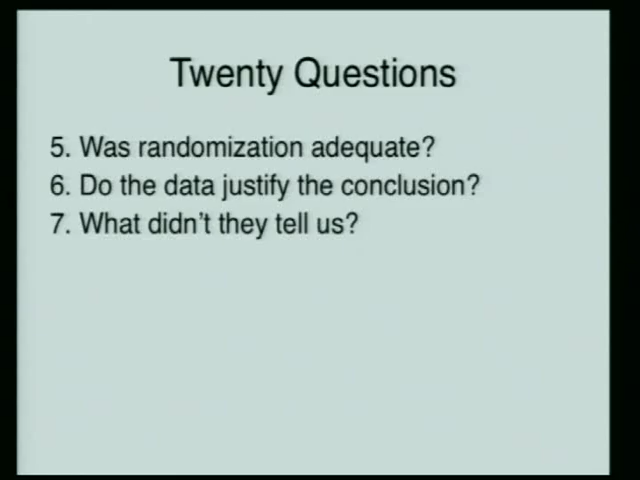 Twenty Questions
5. Was randomization adequate?
6. Do the data justify the conclusion?
7. What didn't they tell us?